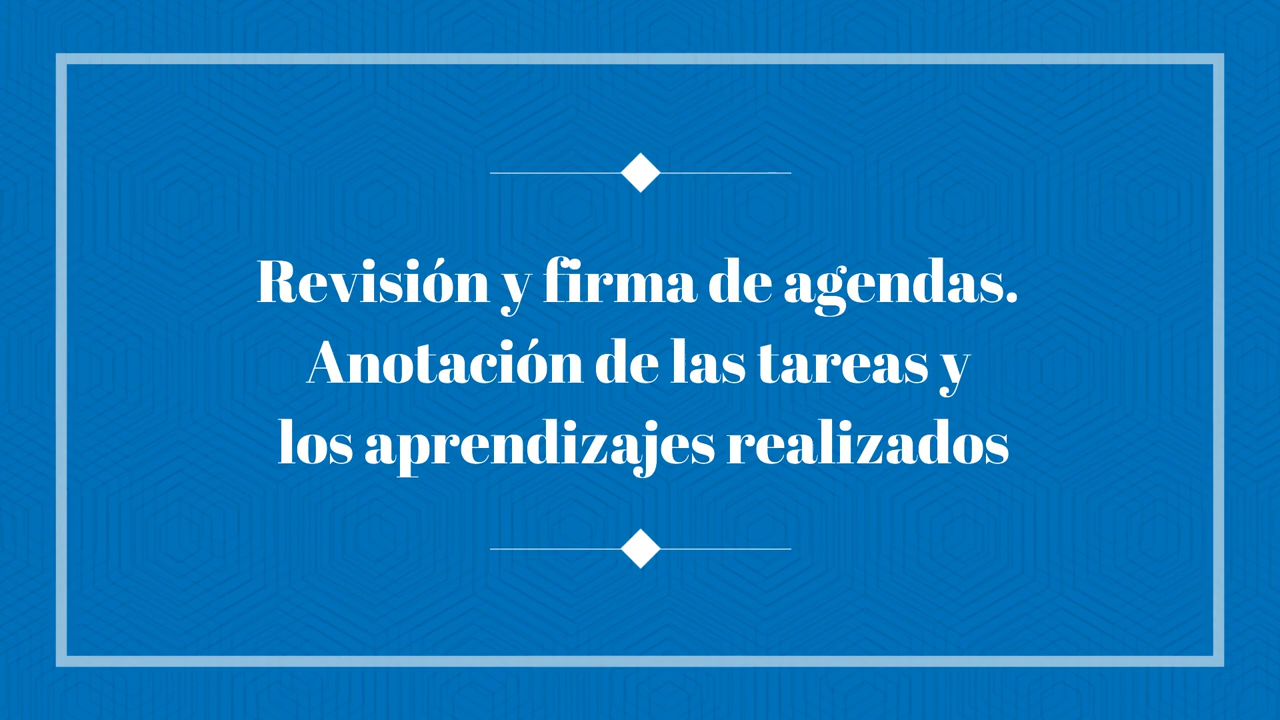 Revisión y firma de agendas.
Anotación de las tareas y
los aprendizajes realizados